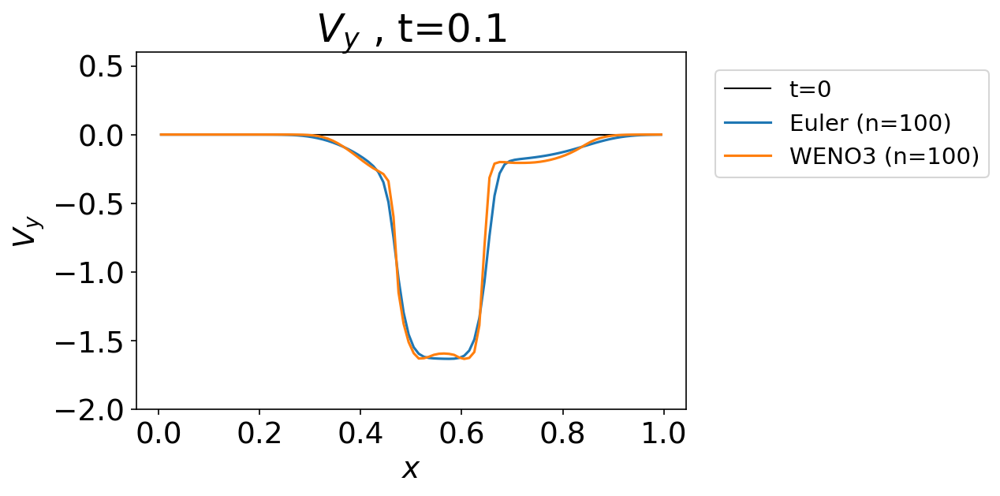 V_y , t=0.1
0.5
0.0
−0.5
−1.0
−1.5
−2.0
V_y
0.0 0.2 0.4 0.6 0.8 1.0
x
t=0
Euler (n=100)
WENO3 (n=100)